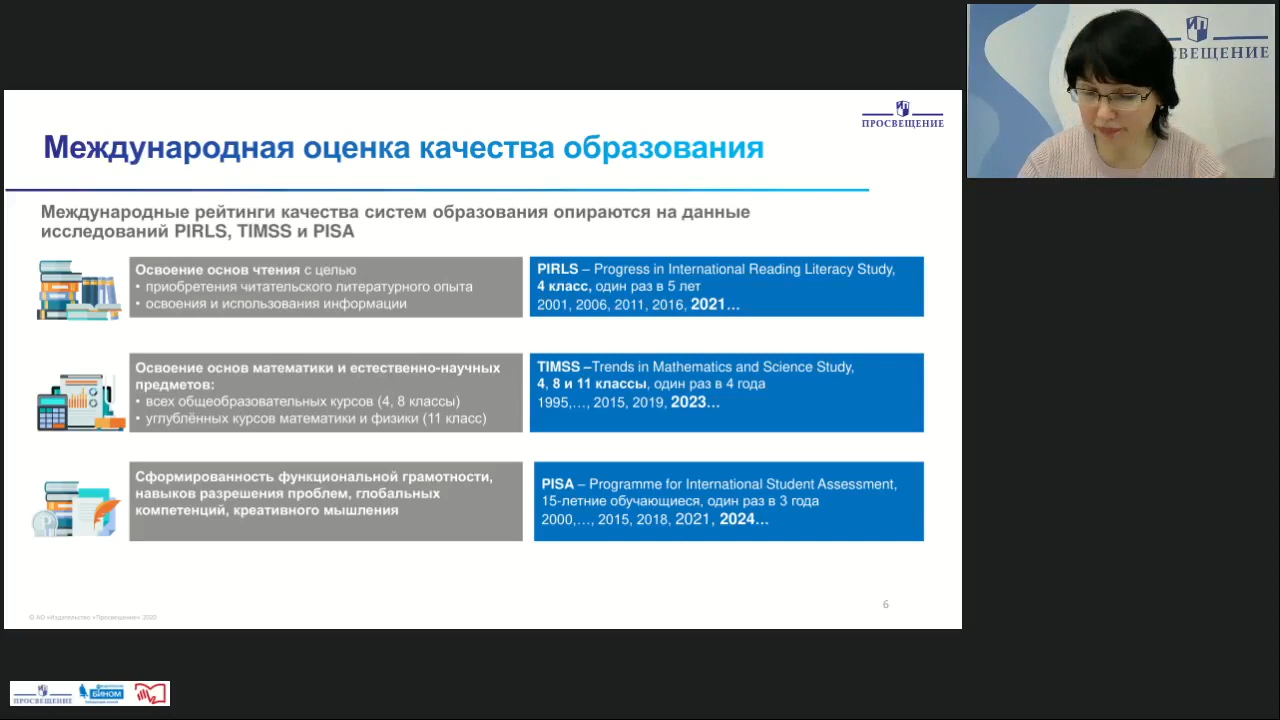 СВЕЩЕНИЕ
ПРОСВЕЩЕНИЕ
Международная оценка качества образования
Международные рейтинги качества систем образования опираются на данные
исследований PIRLS, TIMSS и PISA
Освоение основ чтения с целью
• приобретения читательского литературного опыта
• освоения и использования информации
PIRLS – Progress in International Reading Literacy Study,
4 класс, один раз в 5 лет
2001, 2006, 2011, 2016, 2021…
Освоение основ математики и естественно-научных
предметов:
• всех общеобразовательных курсов (4, 8 классы)
• углублённых курсов математики и физики (11 класс)
TIMSS –Trends in Mathematics and Science Study,
4, 8 и 11 классы, один раз в 4 года
1995,…, 2015, 2019, 2023…
Сформированность функциональной грамотности,
навыков разрешения проблем, глобальных
компетенций, креативного мышления
PISA – Programme for International Student Assessment,
15-летние обучающиеся, один раз в 3 года
2000,…, 2015, 2018, 2021, 2024…
6
© АО «Издательство «Просвещение» 2020
ПРОСВЕЩЕНИЕ
БИНОМ